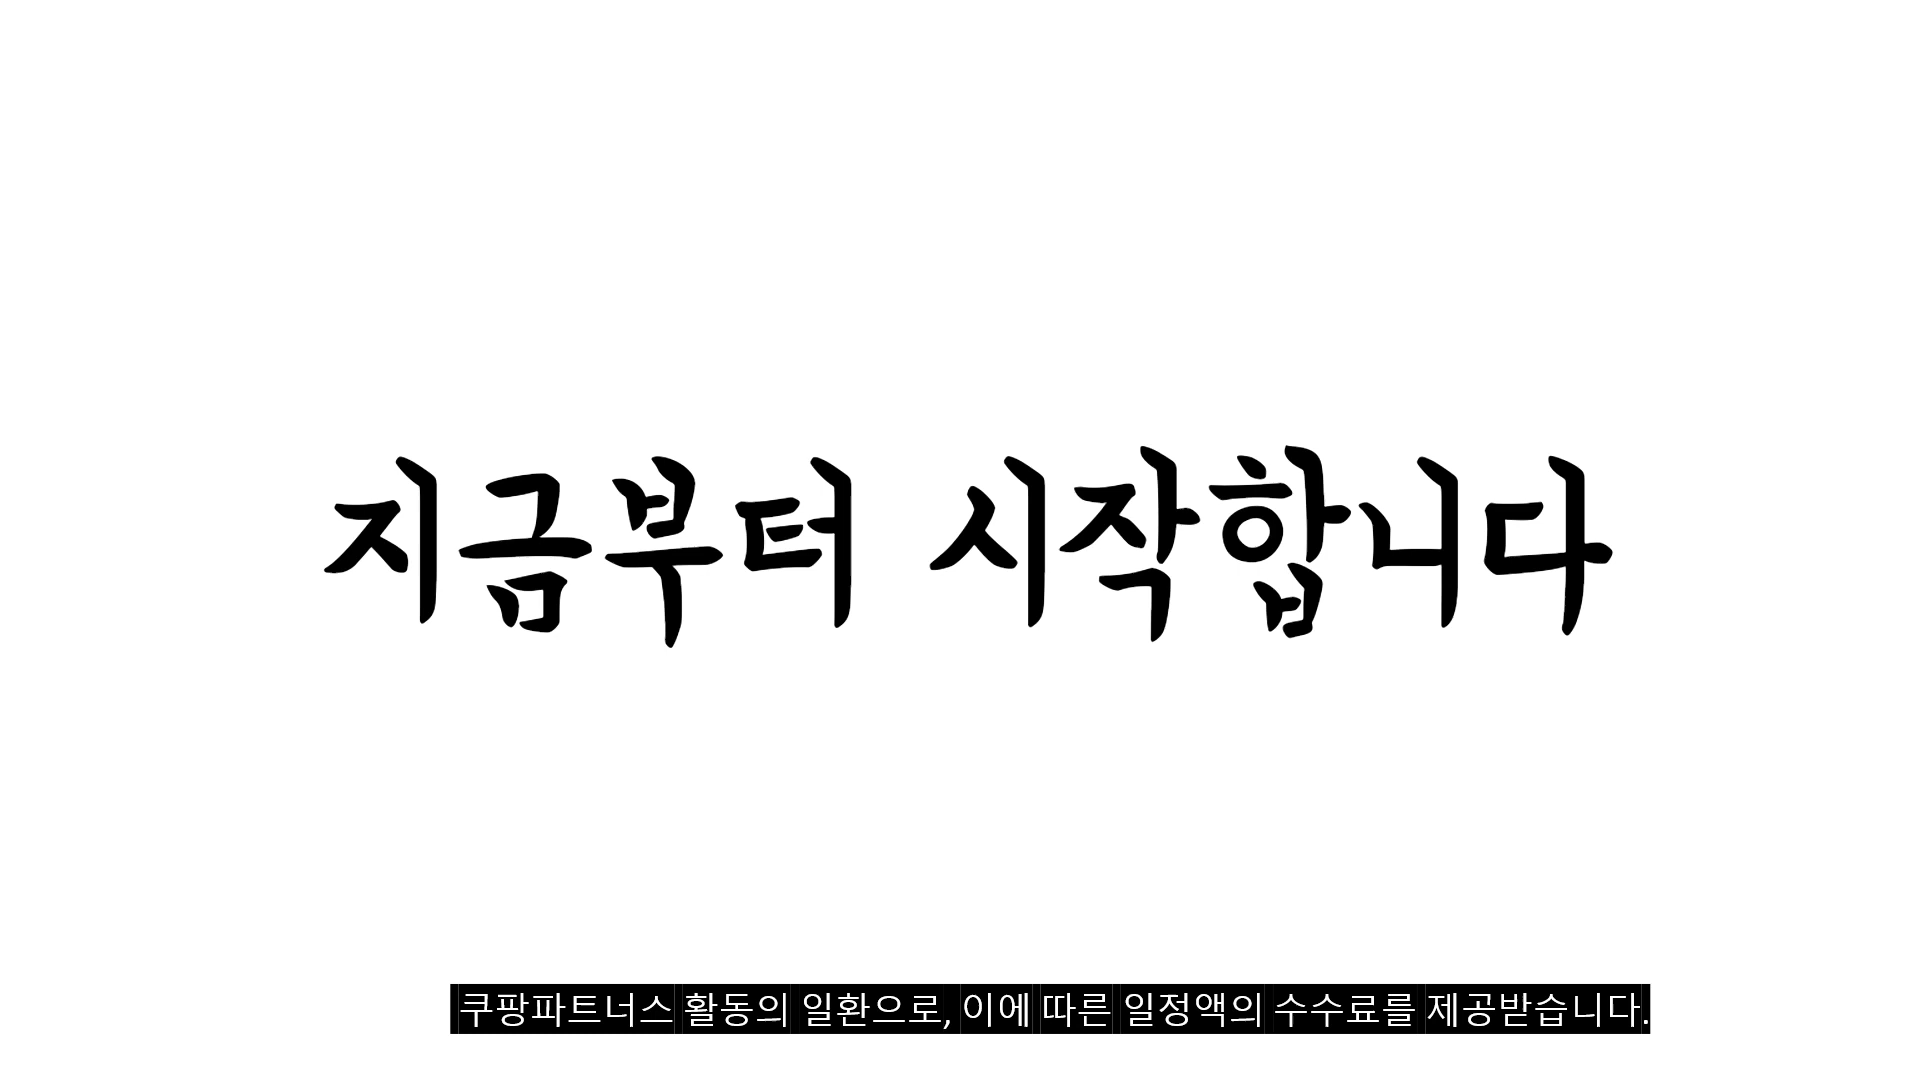 지금부터 시작합니다
쿠팡파트너스 활동의 일환으로, 이에 따른 일정액의 수수료를 제공받습니다.